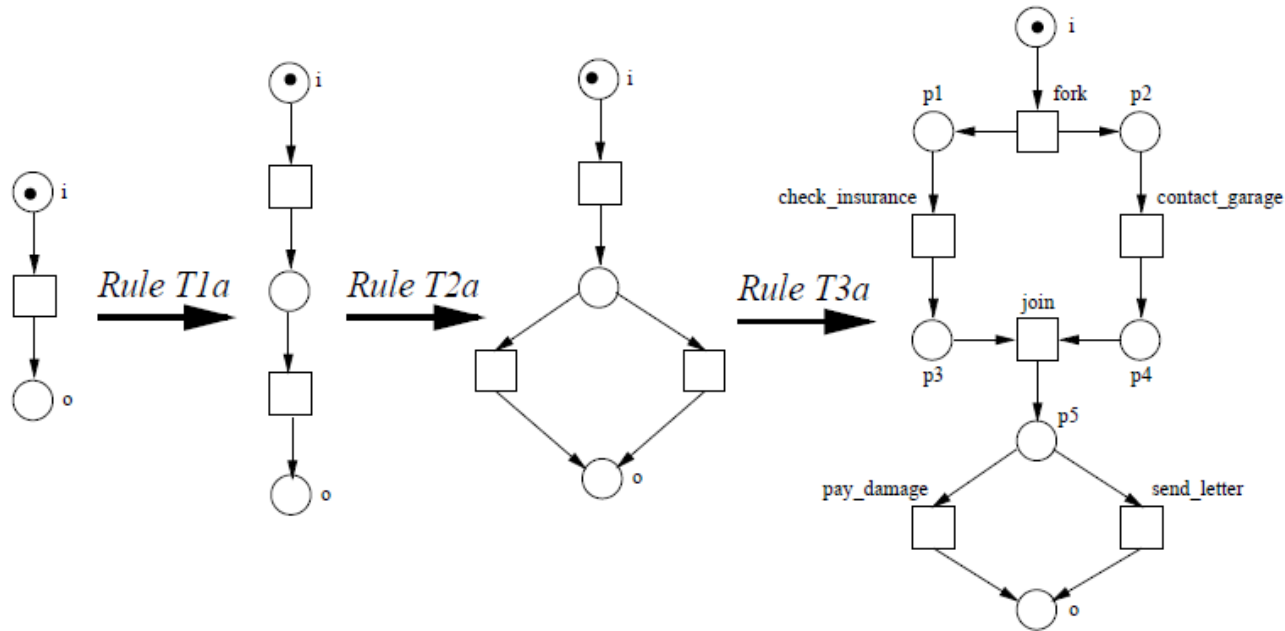 i
o
Rule T1a
i
o
Rule T2a
i
o
Rule T3a
i
fork
p1
p2
check_insurance
contact_garage
join
p3
p4
p5
pay_damage
send_letter
o